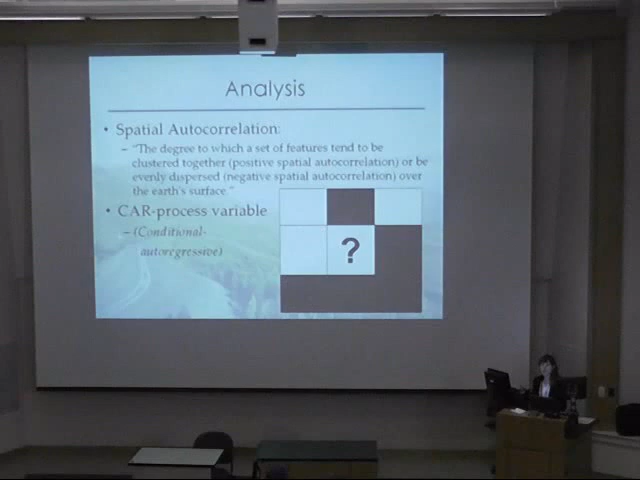 Analysis
• Spatial Autocorrelation:
– "The degree to which a set of features tend to be
clustered together (positive spatial autocorrelation) or be
evenly dispersed (negative spatial autocorrelation) over
the earth's surface."
• CAR-process variable
– (Conditional-
autoregressive)
?